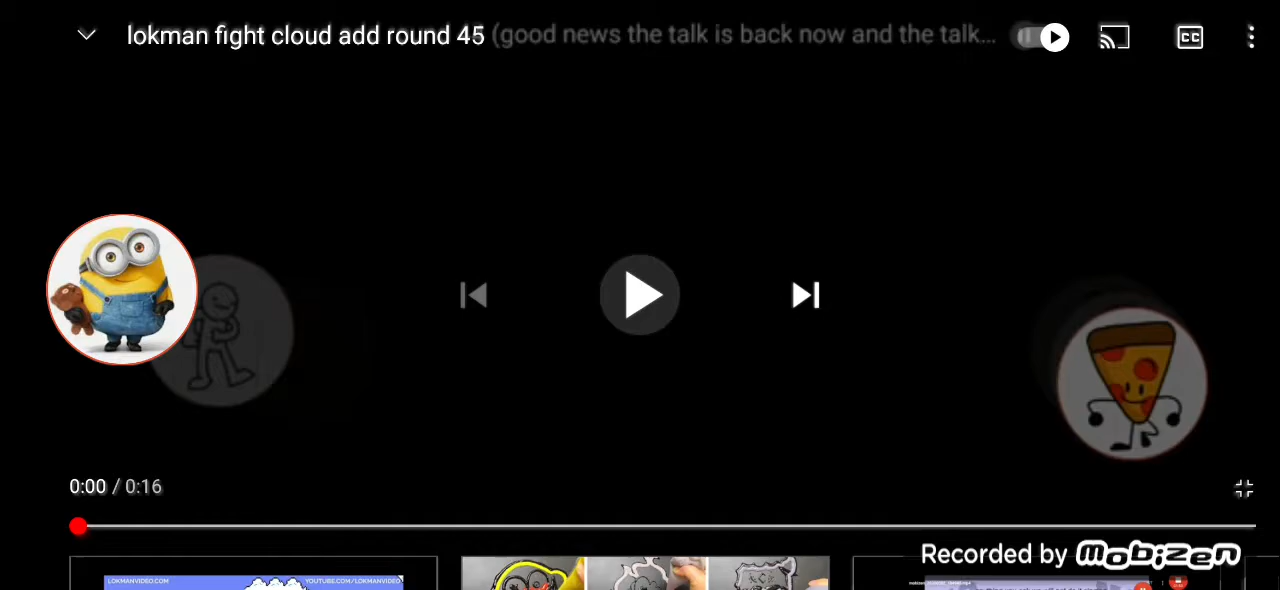 lokman fight cloud add round 45 (good news the talk is back now and the talk...
CC
0:00 / 0:16
Recorded by mobizen
LOKMANVIDEO.COM
YOUTUBE.COM/LOKMANVIDEO